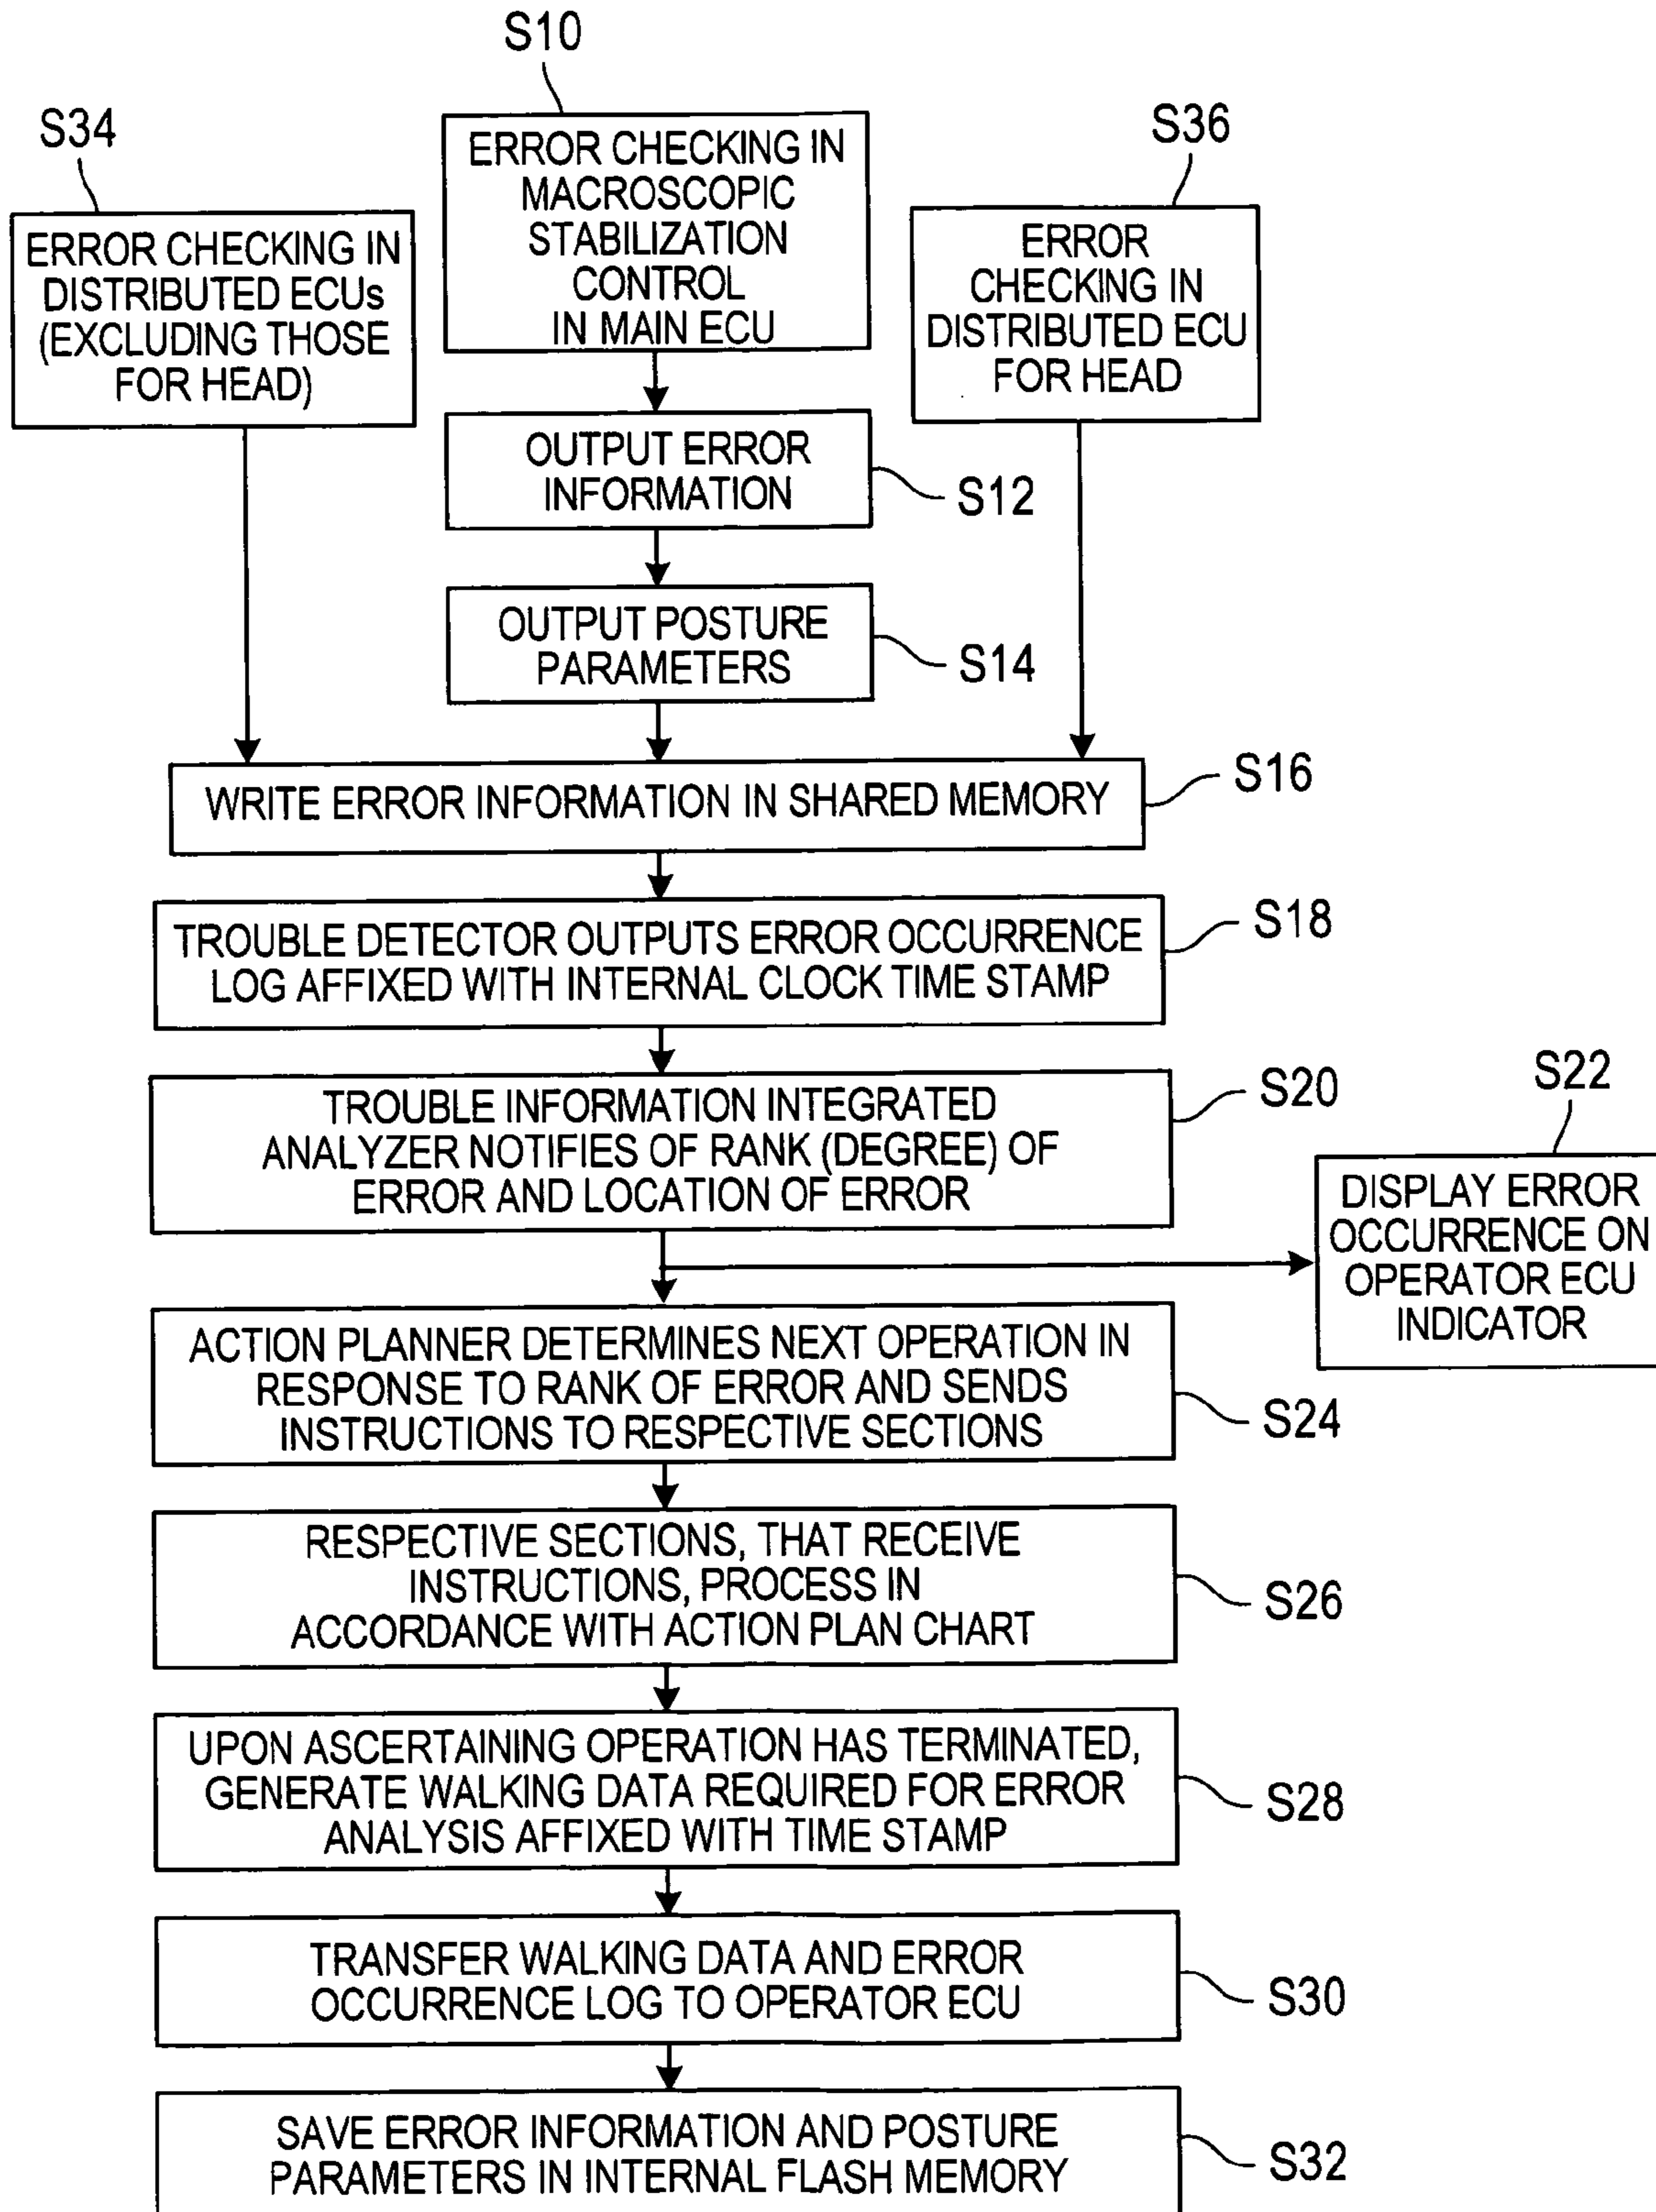 S10
S34
S36
ERROR CHECKING IN
MACROSCOPIC
STABILIZATION
CONTROL
IN MAIN ECU
ERROR CHECKING IN
DISTRIBUTED ECUs
(EXCLUDING THOSE
FOR HEAD)
ERROR
CHECKING IN
DISTRIBUTED ECU
FOR HEAD
OUTPUT ERROR
INFORMATION
S12
OUTPUT POSTURE
PARAMETERS
S14
WRITE ERROR INFORMATION IN SHARED MEMORY
S16
TROUBLE DETECTOR OUTPUTS ERROR OCCURRENCE
LOG AFFIXED WITH INTERNAL CLOCK TIME STAMP
S18
TROUBLE INFORMATION INTEGRATED
ANALYZER NOTIFIES OF RANK (DEGREE) OF
ERROR AND LOCATION OF ERROR
S20
S22
DISPLAY ERROR
OCCURRENCE ON
OPERATOR ECU
INDICATOR
ACTION PLANNER DETERMINES NEXT OPERATION IN
RESPONSE TO RANK OF ERROR AND SENDS
INSTRUCTIONS TO RESPECTIVE SECTIONS
S24
RESPECTIVE SECTIONS, THAT RECEIVE
INSTRUCTIONS, PROCESS IN
ACCORDANCE WITH ACTION PLAN CHART
S26
UPON ASCERTAINING OPERATION HAS TERMINATED,
GENERATE WALKING DATA REQUIRED FOR ERROR
ANALYSIS AFFIXED WITH TIME STAMP
S28
TRANSFER WALKING DATA AND ERROR
OCCURRENCE LOG TO OPERATOR ECU
S30
SAVE ERROR INFORMATION AND POSTURE
PARAMETERS IN INTERNAL FLASH MEMORY
S32